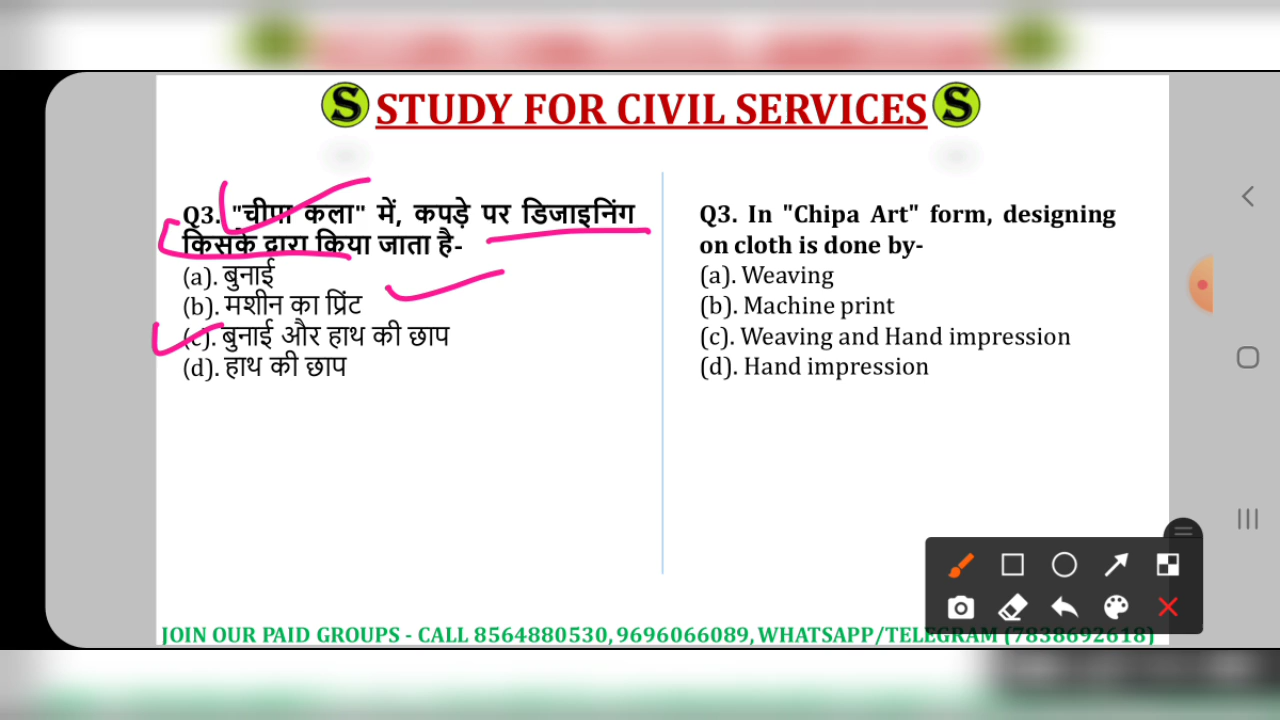 S STUDY FOR CIVIL SERVICES S
Q3. "चीपा कला" में, कपड़े पर डिजाइनिंग
किसके द्वारा किया जाता है-
(a). बुनाई
(b). मशीन का प्रिंट
(c). बुनाई और हाथ की छाप
(d). हाथ की छाप
Q3. In "Chipa Art" form, designing
on cloth is done by-
(a). Weaving
(b). Machine print
(c). Weaving and Hand impression
(d). Hand impression
JOIN OUR PAID GROUPS - CALL 8564880530, 9696066089, WHATSAPP/TELEGRAM (7838692618)